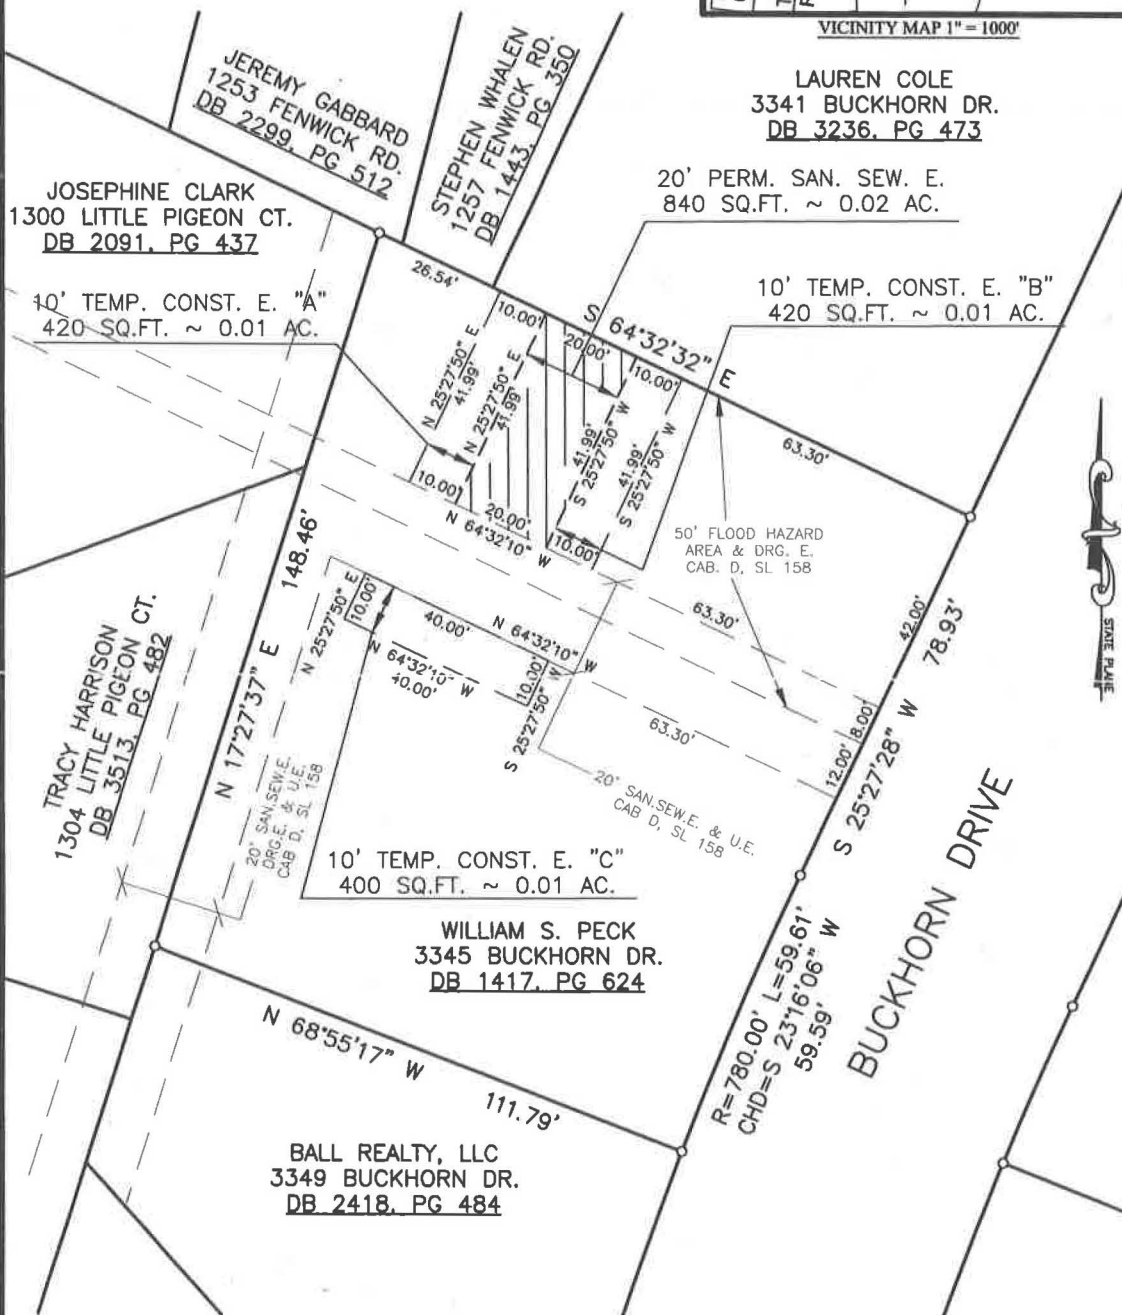 VICINITY MAP 1" = 1000'
JEREMY GABBARD
1253 FENWICK RD.
DB 2299, PG 512
STEPHEN WHALEN
1257 FENWICK RD.
DB 1443, PG 350
LAUREN COLE
3341 BUCKHORN DR.
DB 3236, PG 473
JOSEPHINE CLARK
1300 LITTLE PIGEON CT.
DB 2091, PG 437
20' PERM. SAN. SEW. E.
840 SQ.FT. ~ 0.02 AC.
10' TEMP. CONST. E. "A"
420 SQ.FT. ~ 0.01 AC.
10' TEMP. CONST. E. "B"
420 SQ.FT. ~ 0.01 AC.
26.54'
10.00'
20.00'
10.00'
S 64°32'32" E
63.30'
N 25°27'50" E
41.99'
N 25°27'50" E
41.99'
41.99'
S 25°27'50" W
41.99'
S 25°27'50" W
10.00'
20.00'
N 64°32'10" W
10.00'
50' FLOOD HAZARD
AREA & DRG. E.
CAB. D, SL 158
63.30'
42.00'
78.93'
8.00'
12.00'
S 25°27'28" W
148.46'
N 17°27'37" E
N 25°27'50" E
10.00'
40.00'
N 64°32'10" W
N 64°32'10" W
40.00'
10.00'
S 25°27'50" W
63.30'
20' SAN.SEW.E. & U.E.
CAB D, SL 158
TRACY HARRISON
1304 LITTLE PIGEON CT.
DB 3513, PG 482
20' SAN.SEW.E.
DRG.E. & U.E.
CAB D, SL 158
10' TEMP. CONST. E. "C"
400 SQ.FT. ~ 0.01 AC.
WILLIAM S. PECK
3345 BUCKHORN DR.
DB 1417, PG 624
STATE PLANE
BUCKHORN DRIVE
R=780.00' L=59.61'
CHD=S 23°16'06" W
59.59'
N 68°55'17" W
111.79'
BALL REALTY, LLC
3349 BUCKHORN DR.
DB 2418, PG 484